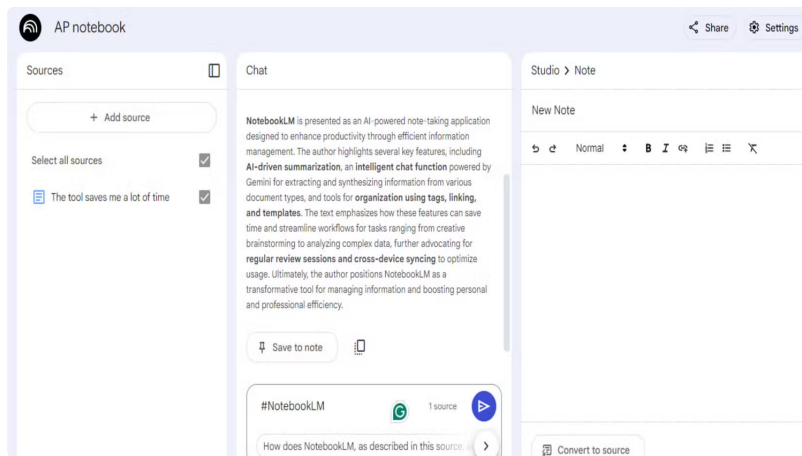 AP notebook
Share
Settings
Sources
Add source
Select all sources
The tool saves me a lot of time
Chat
NotebookLM is presented as an AI-powered note-taking application
designed to enhance productivity through efficient information
management. The author highlights several key features, including
AI-driven summarization, an intelligent chat function powered by
Gemini for extracting and synthesizing information from various
document types, and tools for organization using tags, linking,
and templates. The text emphasizes how these features can save
time and streamline workflows for tasks ranging from creative
brainstorming to analyzing complex data, further advocating for
regular review sessions and cross-device syncing to optimize
usage. Ultimately, the author positions NotebookLM as a
transformative tool for managing information and boosting personal
and professional efficiency.
Save to note
#NotebookLM
1 source
How does NotebookLM, as described in this source,
Studio > Note
New Note
Normal
B I
Convert to source